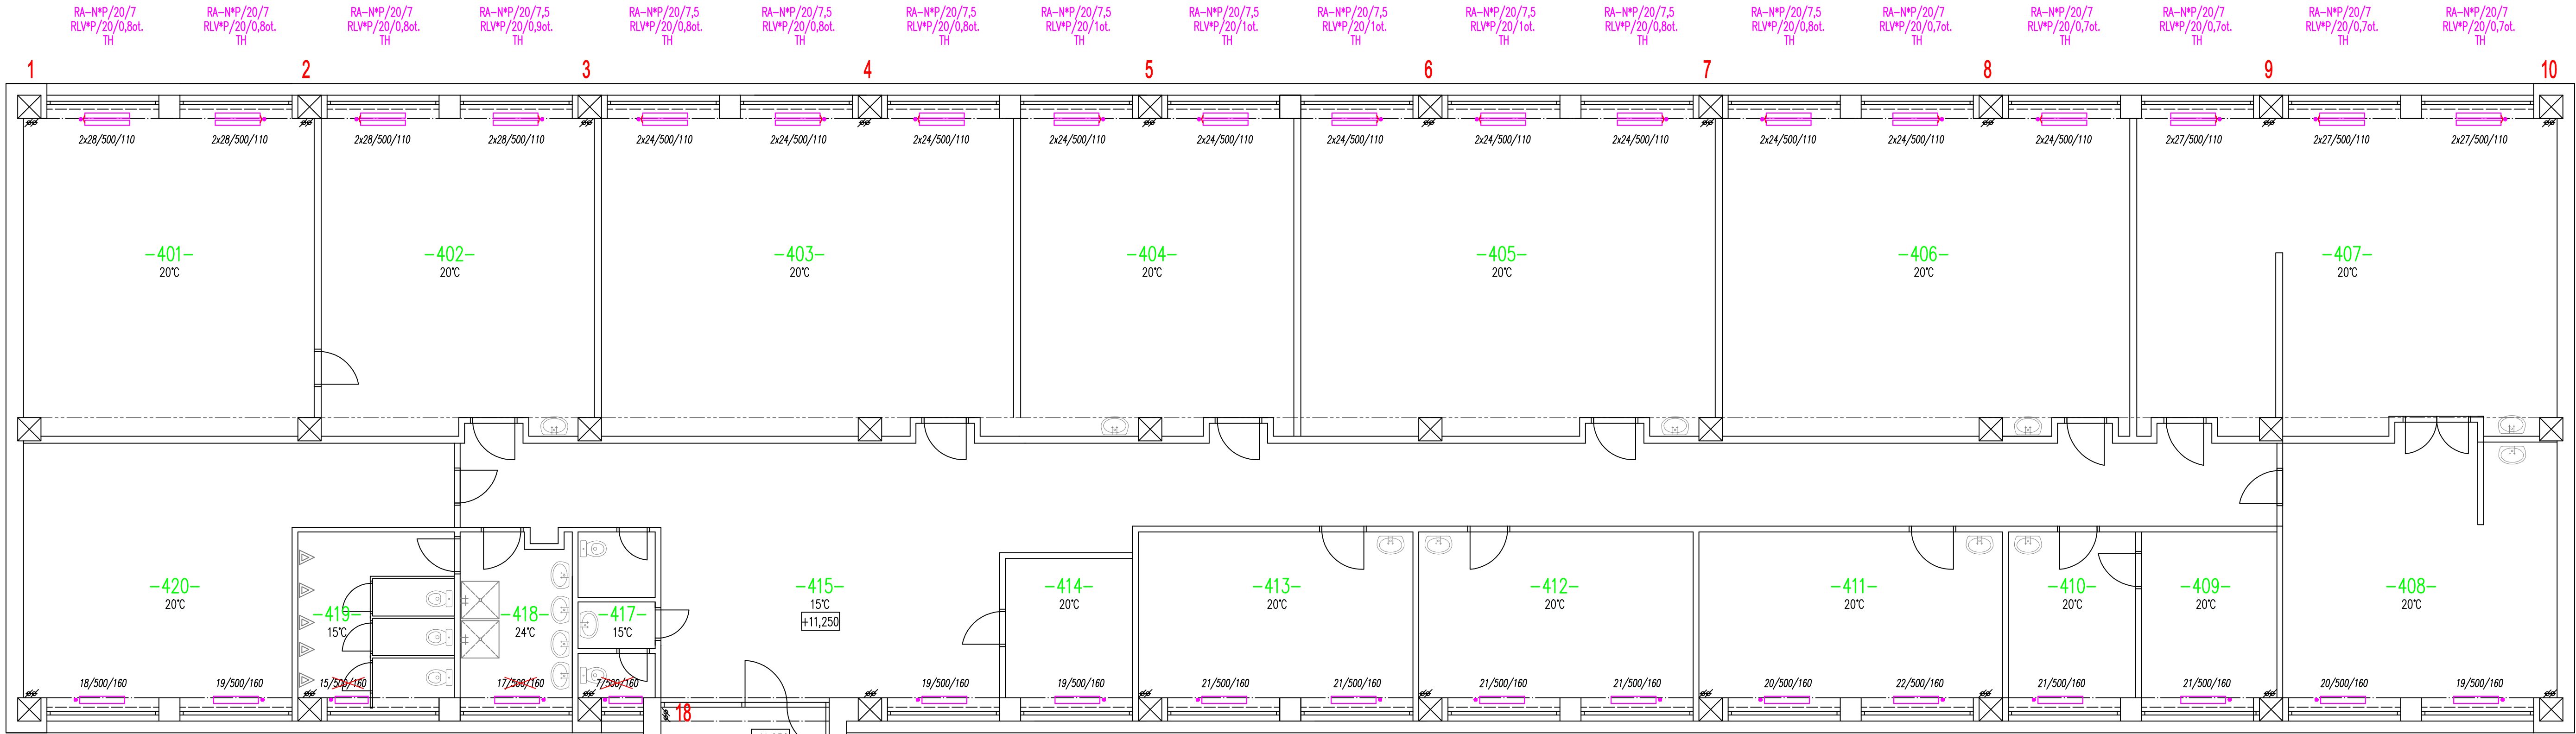 RA-N*P/20/7
RLV*P/20/0,8ot.
TH
RA-N*P/20/7
RLV*P/20/0,8ot.
TH
RA-N*P/20/7
RLV*P/20/0,8ot.
TH
RA-N*P/20/7,5
RLV*P/20/0,9ot.
TH
RA-N*P/20/7,5
RLV*P/20/0,8ot.
TH
RA-N*P/20/7,5
RLV*P/20/0,8ot.
TH
RA-N*P/20/7,5
RLV*P/20/0,8ot.
TH
RA-N*P/20/7,5
RLV*P/20/1ot.
TH
RA-N*P/20/7,5
RLV*P/20/1ot.
TH
RA-N*P/20/7,5
RLV*P/20/1ot.
TH
RA-N*P/20/7,5
RLV*P/20/1ot.
TH
RA-N*P/20/7,5
RLV*P/20/0,8ot.
TH
RA-N*P/20/7,5
RLV*P/20/0,8ot.
TH
RA-N*P/20/7
RLV*P/20/0,7ot.
TH
RA-N*P/20/7
RLV*P/20/0,7ot.
TH
RA-N*P/20/7
RLV*P/20/0,7ot.
TH
RA-N*P/20/7
RLV*P/20/0,7ot.
TH
RA-N*P/20/7
RLV*P/20/0,7ot.
TH
1 2 3 4 5 6 7 8 9 10
2x28/500/110 2x28/500/110 2x28/500/110 2x28/500/110 2x24/500/110 2x24/500/110 2x24/500/110 2x24/500/110 2x24/500/110 2x24/500/110 2x24/500/110 2x24/500/110 2x24/500/110 2x24/500/110 2x24/500/110 2x27/500/110 2x27/500/110 2x27/500/110
-401-
20°C
-402-
20°C
-403-
20°C
-404-
20°C
-405-
20°C
-406-
20°C
-407-
20°C
-420-
20°C
-419-
15°C
-418-
24°C
-417-
15°C
-415-
15°C
+11,250
-414-
20°C
-413-
20°C
-412-
20°C
-411-
20°C
-410-
20°C
-409-
20°C
-408-
20°C
18/500/160 19/500/160 15/500/160 17/500/160 7/500/160 19/500/160 19/500/160 21/500/160 21/500/160 21/500/160 21/500/160 20/500/160 22/500/160 21/500/160 21/500/160 20/500/160 19/500/160
18